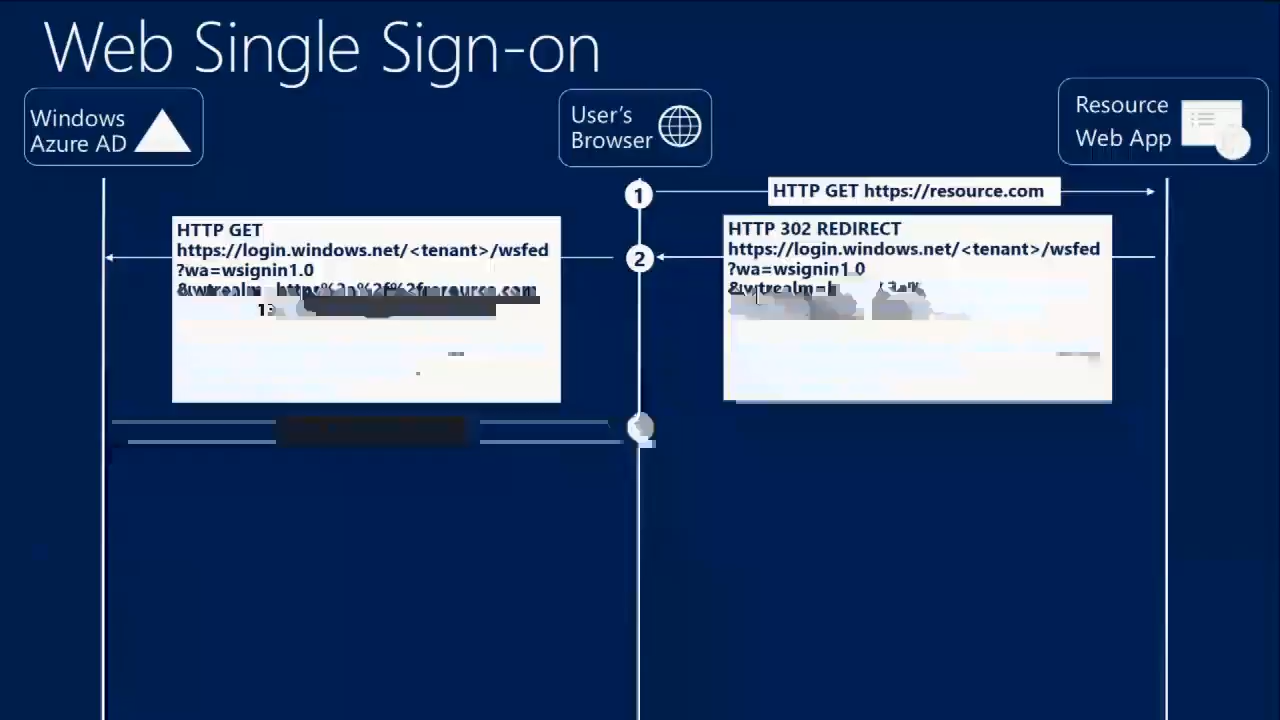 Web Single Sign-on
Windows
Azure AD
User's
Browser
Resource
Web App
1
HTTP GET https://resource.com
HTTP GET
https://login.windows.net/<tenant>/wsfed
?wa=wsignin1.0
2
HTTP 302 REDIRECT
https://login.windows.net/<tenant>/wsfed
?wa=wsignin1.0